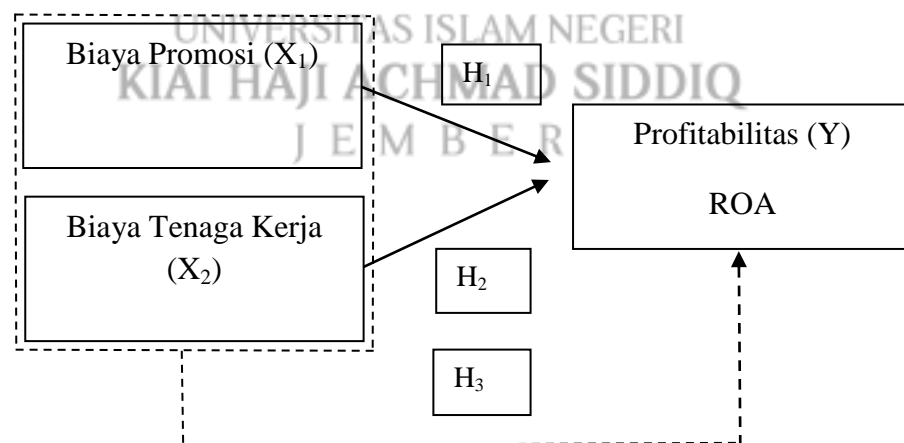 UNIVERSITAS ISLAM NEGERI
KIAI HAJI ACHMAD SIDDIQ
JEMBER
Biaya Promosi (X₁)
H₁
Profitabilitas (Y)
ROA
Biaya Tenaga Kerja
(X₂)
H₂
H₃